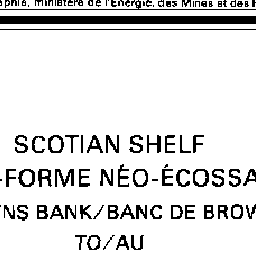 aphie, ministère de l'Énergie, des Mines et des R
SCOTIAN SHELF
-FORME NÉO-ÉCOSSA
NS BANK/BANC DE BROW
TO/AU